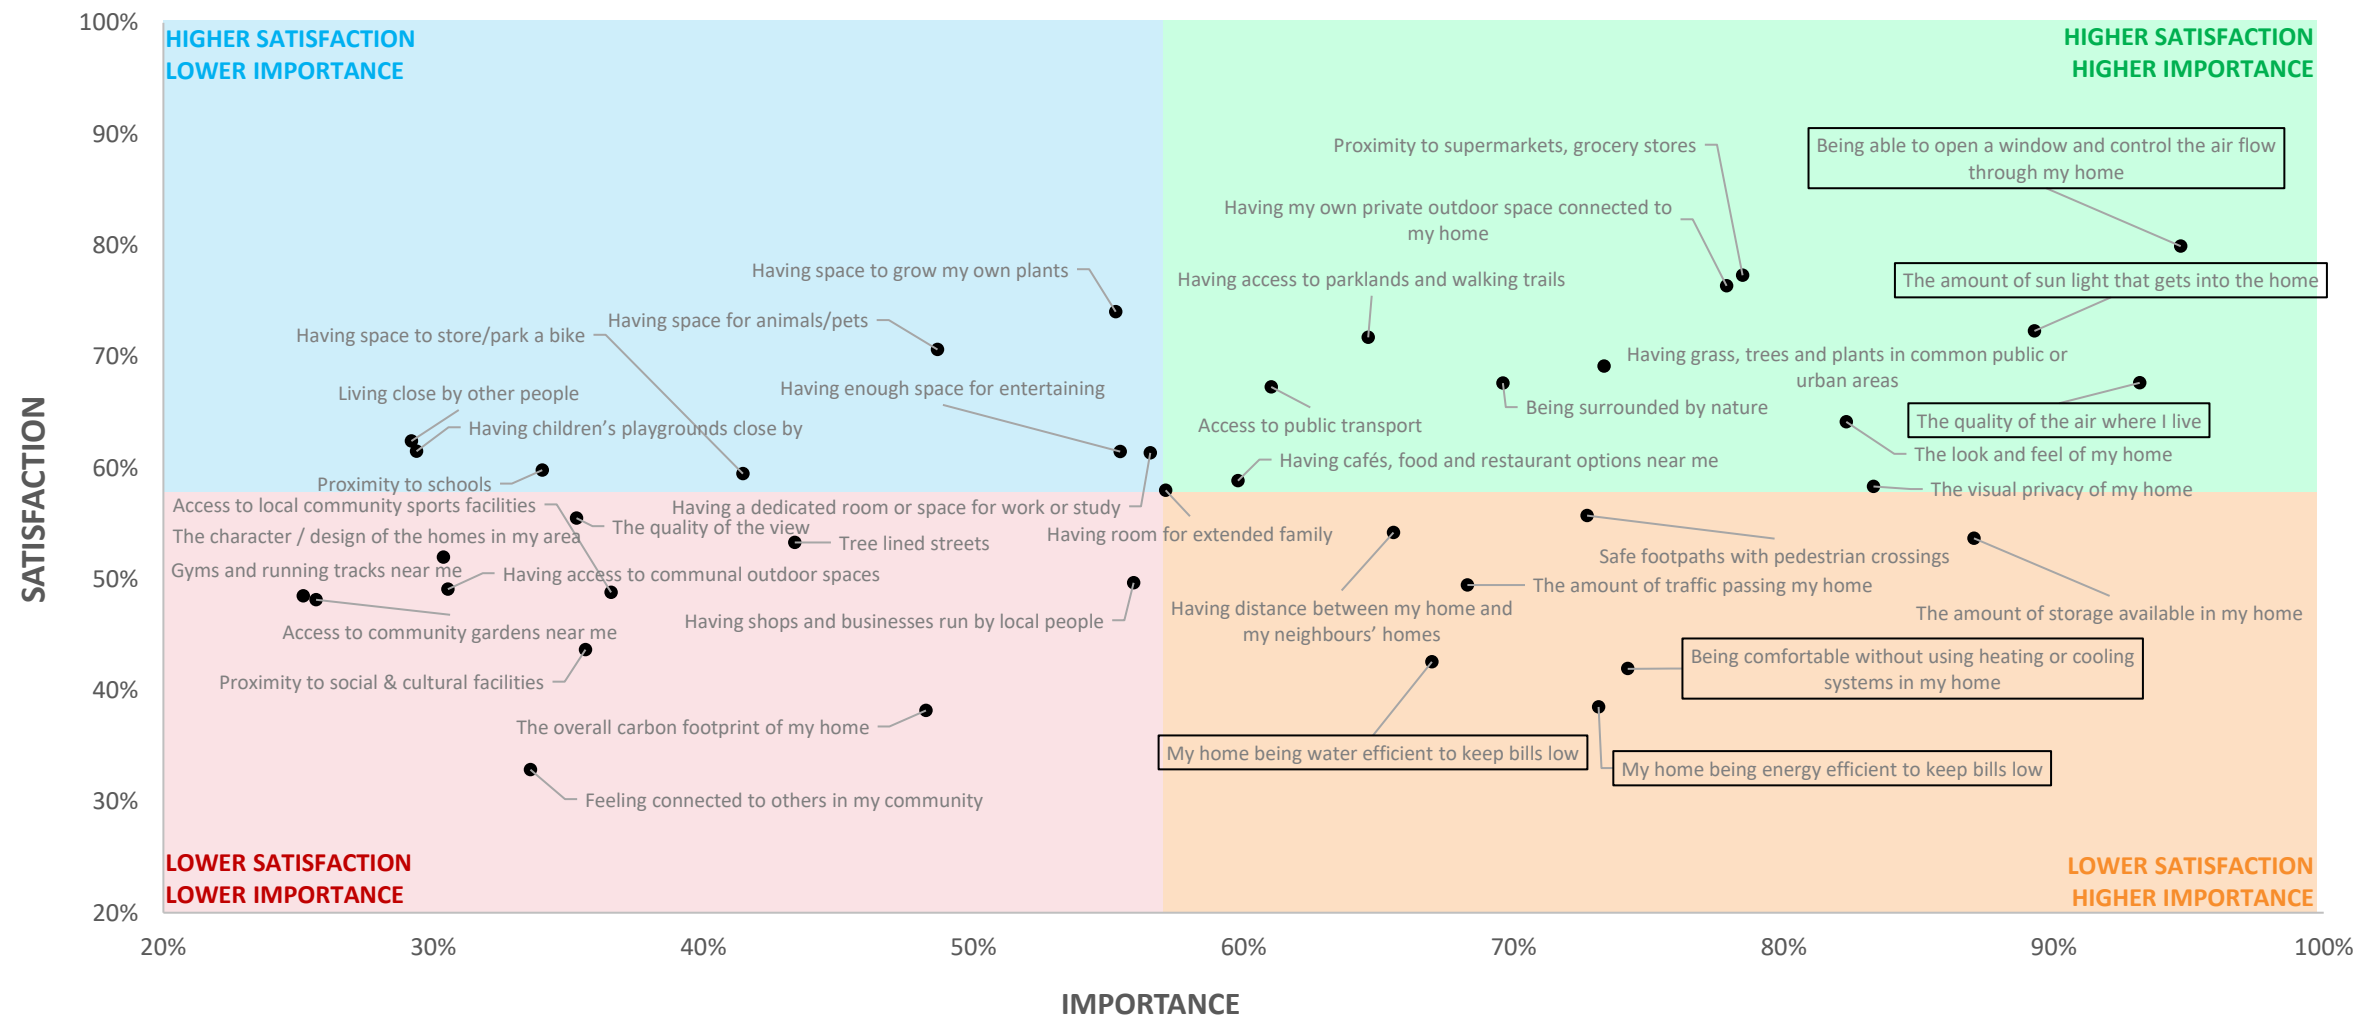 100%
90%
80%
70%
60%
50%
40%
30%
20%
SATISFACTION
HIGHER SATISFACTION
LOWER IMPORTANCE
HIGHER SATISFACTION
HIGHER IMPORTANCE
Proximity to supermarkets, grocery stores
Being able to open a window and control the air flow
through my home
Having my own private outdoor space connected to
my home
Having space to grow my own plants
Having access to parklands and walking trails
The amount of sun light that gets into the home
Having space for animals/pets
Having space to store/park a bike
Having grass, trees and plants in common public or
urban areas
Living close by other people
Having enough space for entertaining
Being surrounded by nature
Having children’s playgrounds close by
Access to public transport
The quality of the air where I live
The look and feel of my home
Having cafés, food and restaurant options near me
Proximity to schools
The visual privacy of my home
Access to local community sports facilities
Having a dedicated room or space for work or study
The quality of the view
The character / design of the homes in my area
Having room for extended family
Tree lined streets
Safe footpaths with pedestrian crossings
Gyms and running tracks near me
Having access to communal outdoor spaces
The amount of traffic passing my home
Having distance between my home and
my neighbours’ homes
The amount of storage available in my home
Having shops and businesses run by local people
Access to community gardens near me
Being comfortable without using heating or cooling
systems in my home
Proximity to social & cultural facilities
The overall carbon footprint of my home
My home being water efficient to keep bills low
My home being energy efficient to keep bills low
Feeling connected to others in my community
LOWER SATISFACTION
LOWER IMPORTANCE
LOWER SATISFACTION
HIGHER IMPORTANCE
20%
30%
40%
50%
60%
70%
80%
90%
100%
IMPORTANCE